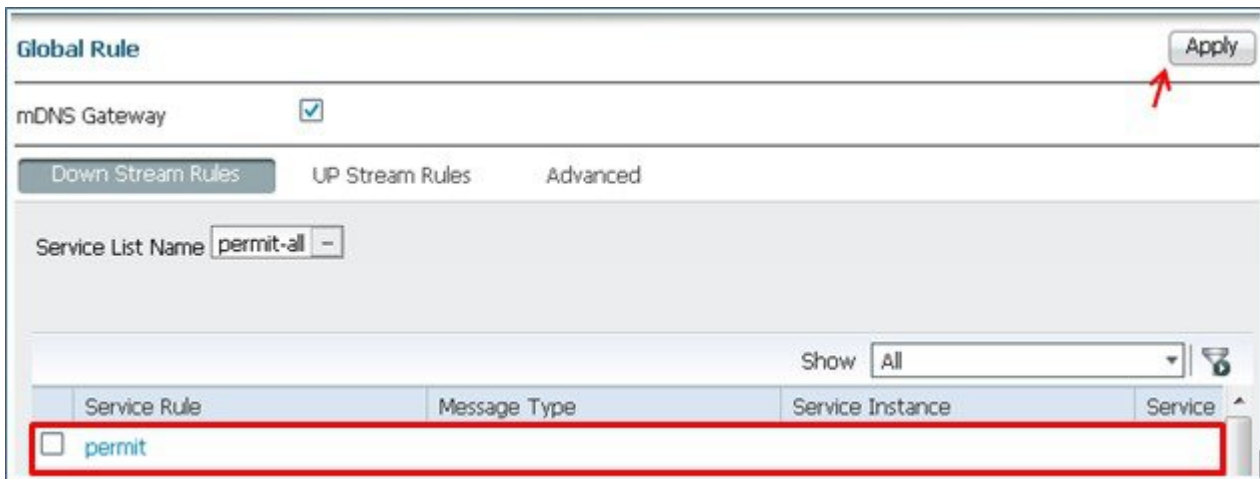 Global Rule Apply
mDNS Gateway
Down Stream Rules UP Stream Rules Advanced
Service List Name permit-all
Show All
Service Rule Message Type Service Instance Service
permit